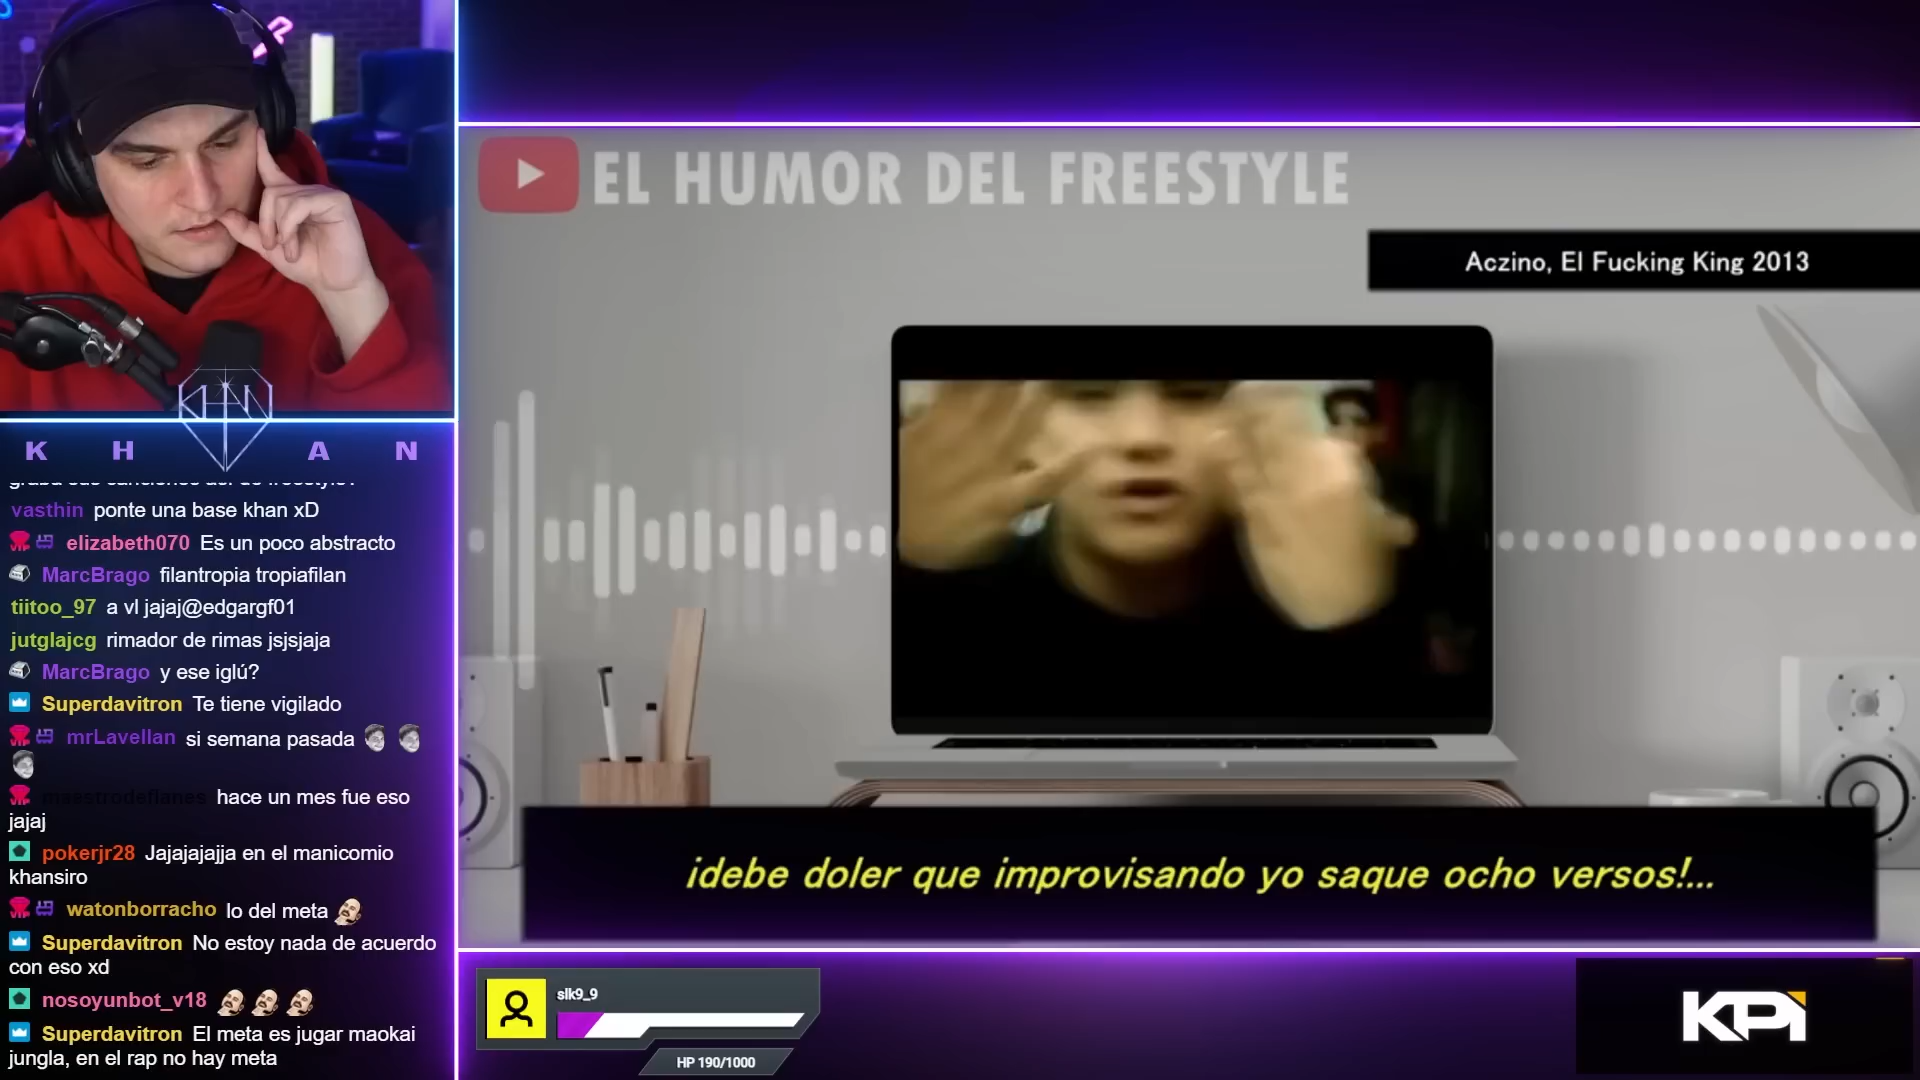 KHAN
K H A N
vasthin ponte una base khan xD
elizabeth070 Es un poco abstracto
MarcBrago filantropia tropiafilan
tiitoo_97 a vl jajaj@edgargf01
jutglajcg rimador de rimas jsjsjaja
MarcBrago y ese iglú?
Superdavitron Te tiene vigilado
mrLavellan si semana pasada
maestrodeflanes hace un mes fue eso
jajaj
pokerjr28 Jajajajajja en el manicomio
khansiro
watonborracho lo del meta
Superdavitron No estoy nada de acuerdo
con eso xd
nosoyunbot_v18
Superdavitron El meta es jugar maokai
jungla, en el rap no hay meta
EL HUMOR DEL FREESTYLE
Aczino, El Fucking King 2013
¡debe doler que improvisando yo saque ocho versos!...
slk9_9
HP 190/1000
KPI